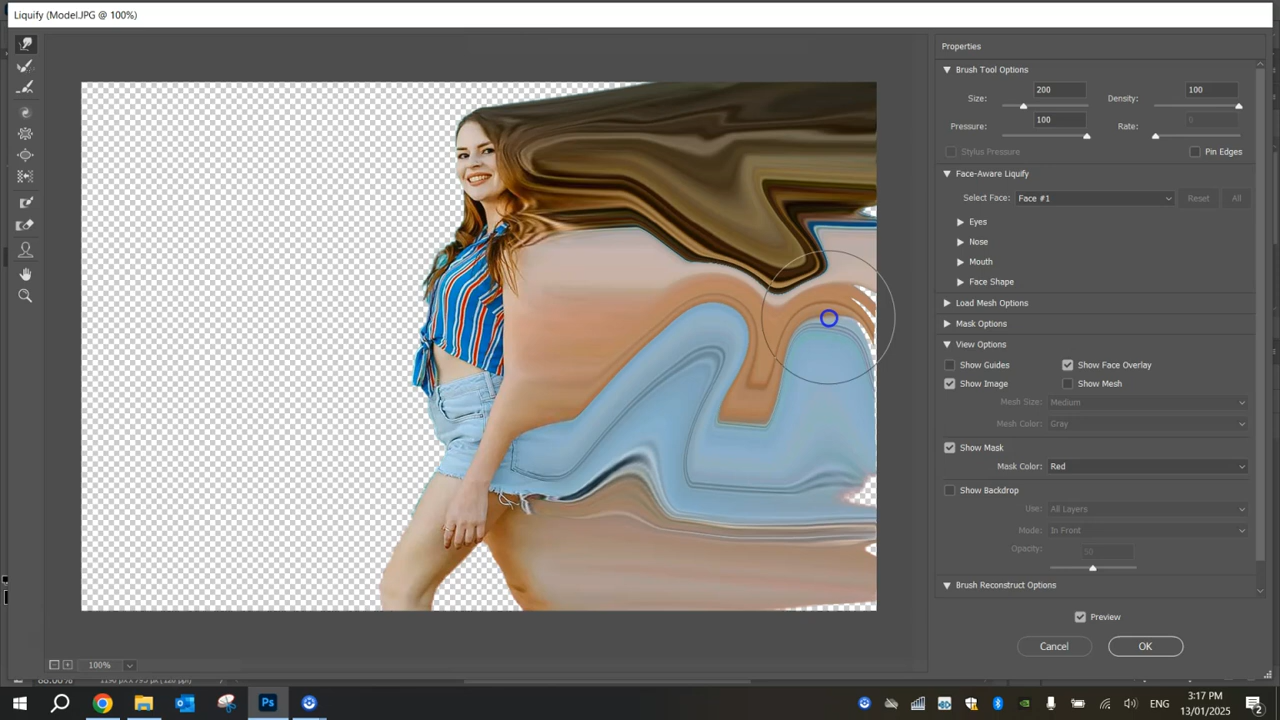 Liquify (Model.JPG @ 100%)
Properties
Brush Tool Options
Size: 200
Density: 100
Pressure: 100
Rate: 0
Stylus Pressure
Pin Edges
Face-Aware Liquify
Select Face: Face #1
Reset
All
Eyes
Nose
Mouth
Face Shape
Load Mesh Options
Mask Options
View Options
Show Guides
Show Face Overlay
Show Image
Show Mesh
Mesh Size: Medium
Mesh Color: Gray
Show Mask
Mask Color: Red
Show Backdrop
Use: All Layers
Mode: In Front
Opacity: 50
Brush Reconstruct Options
Preview
Cancel
OK
100%
Ps
ENG
3:17 PM
13/01/2025
2